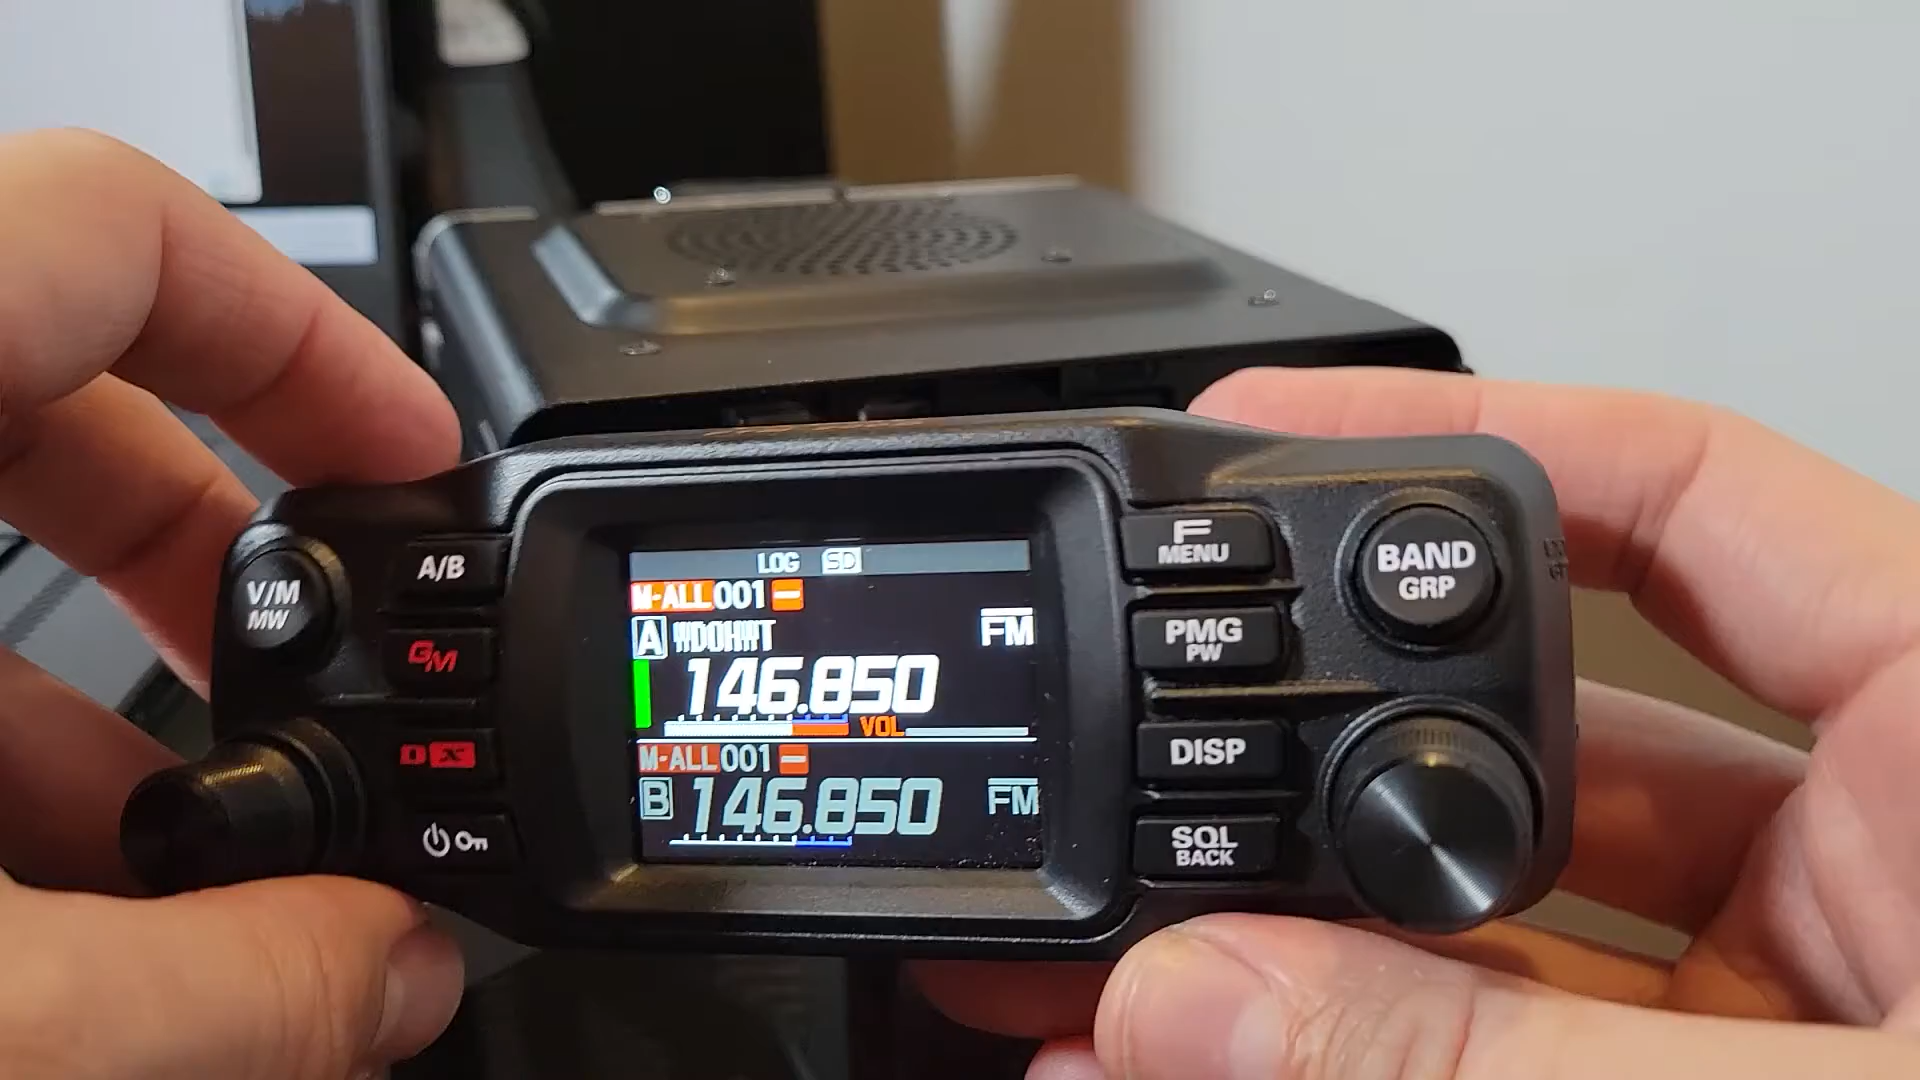 LOG SD
M-ALL 001 -
A
FM
146.850
VOL
M-ALL 001 -
B 146.850 FM
V/M
MW
A/B
GM
DX
F
MENU
PMG
PW
DISP
SQL
BACK
BAND
GRP